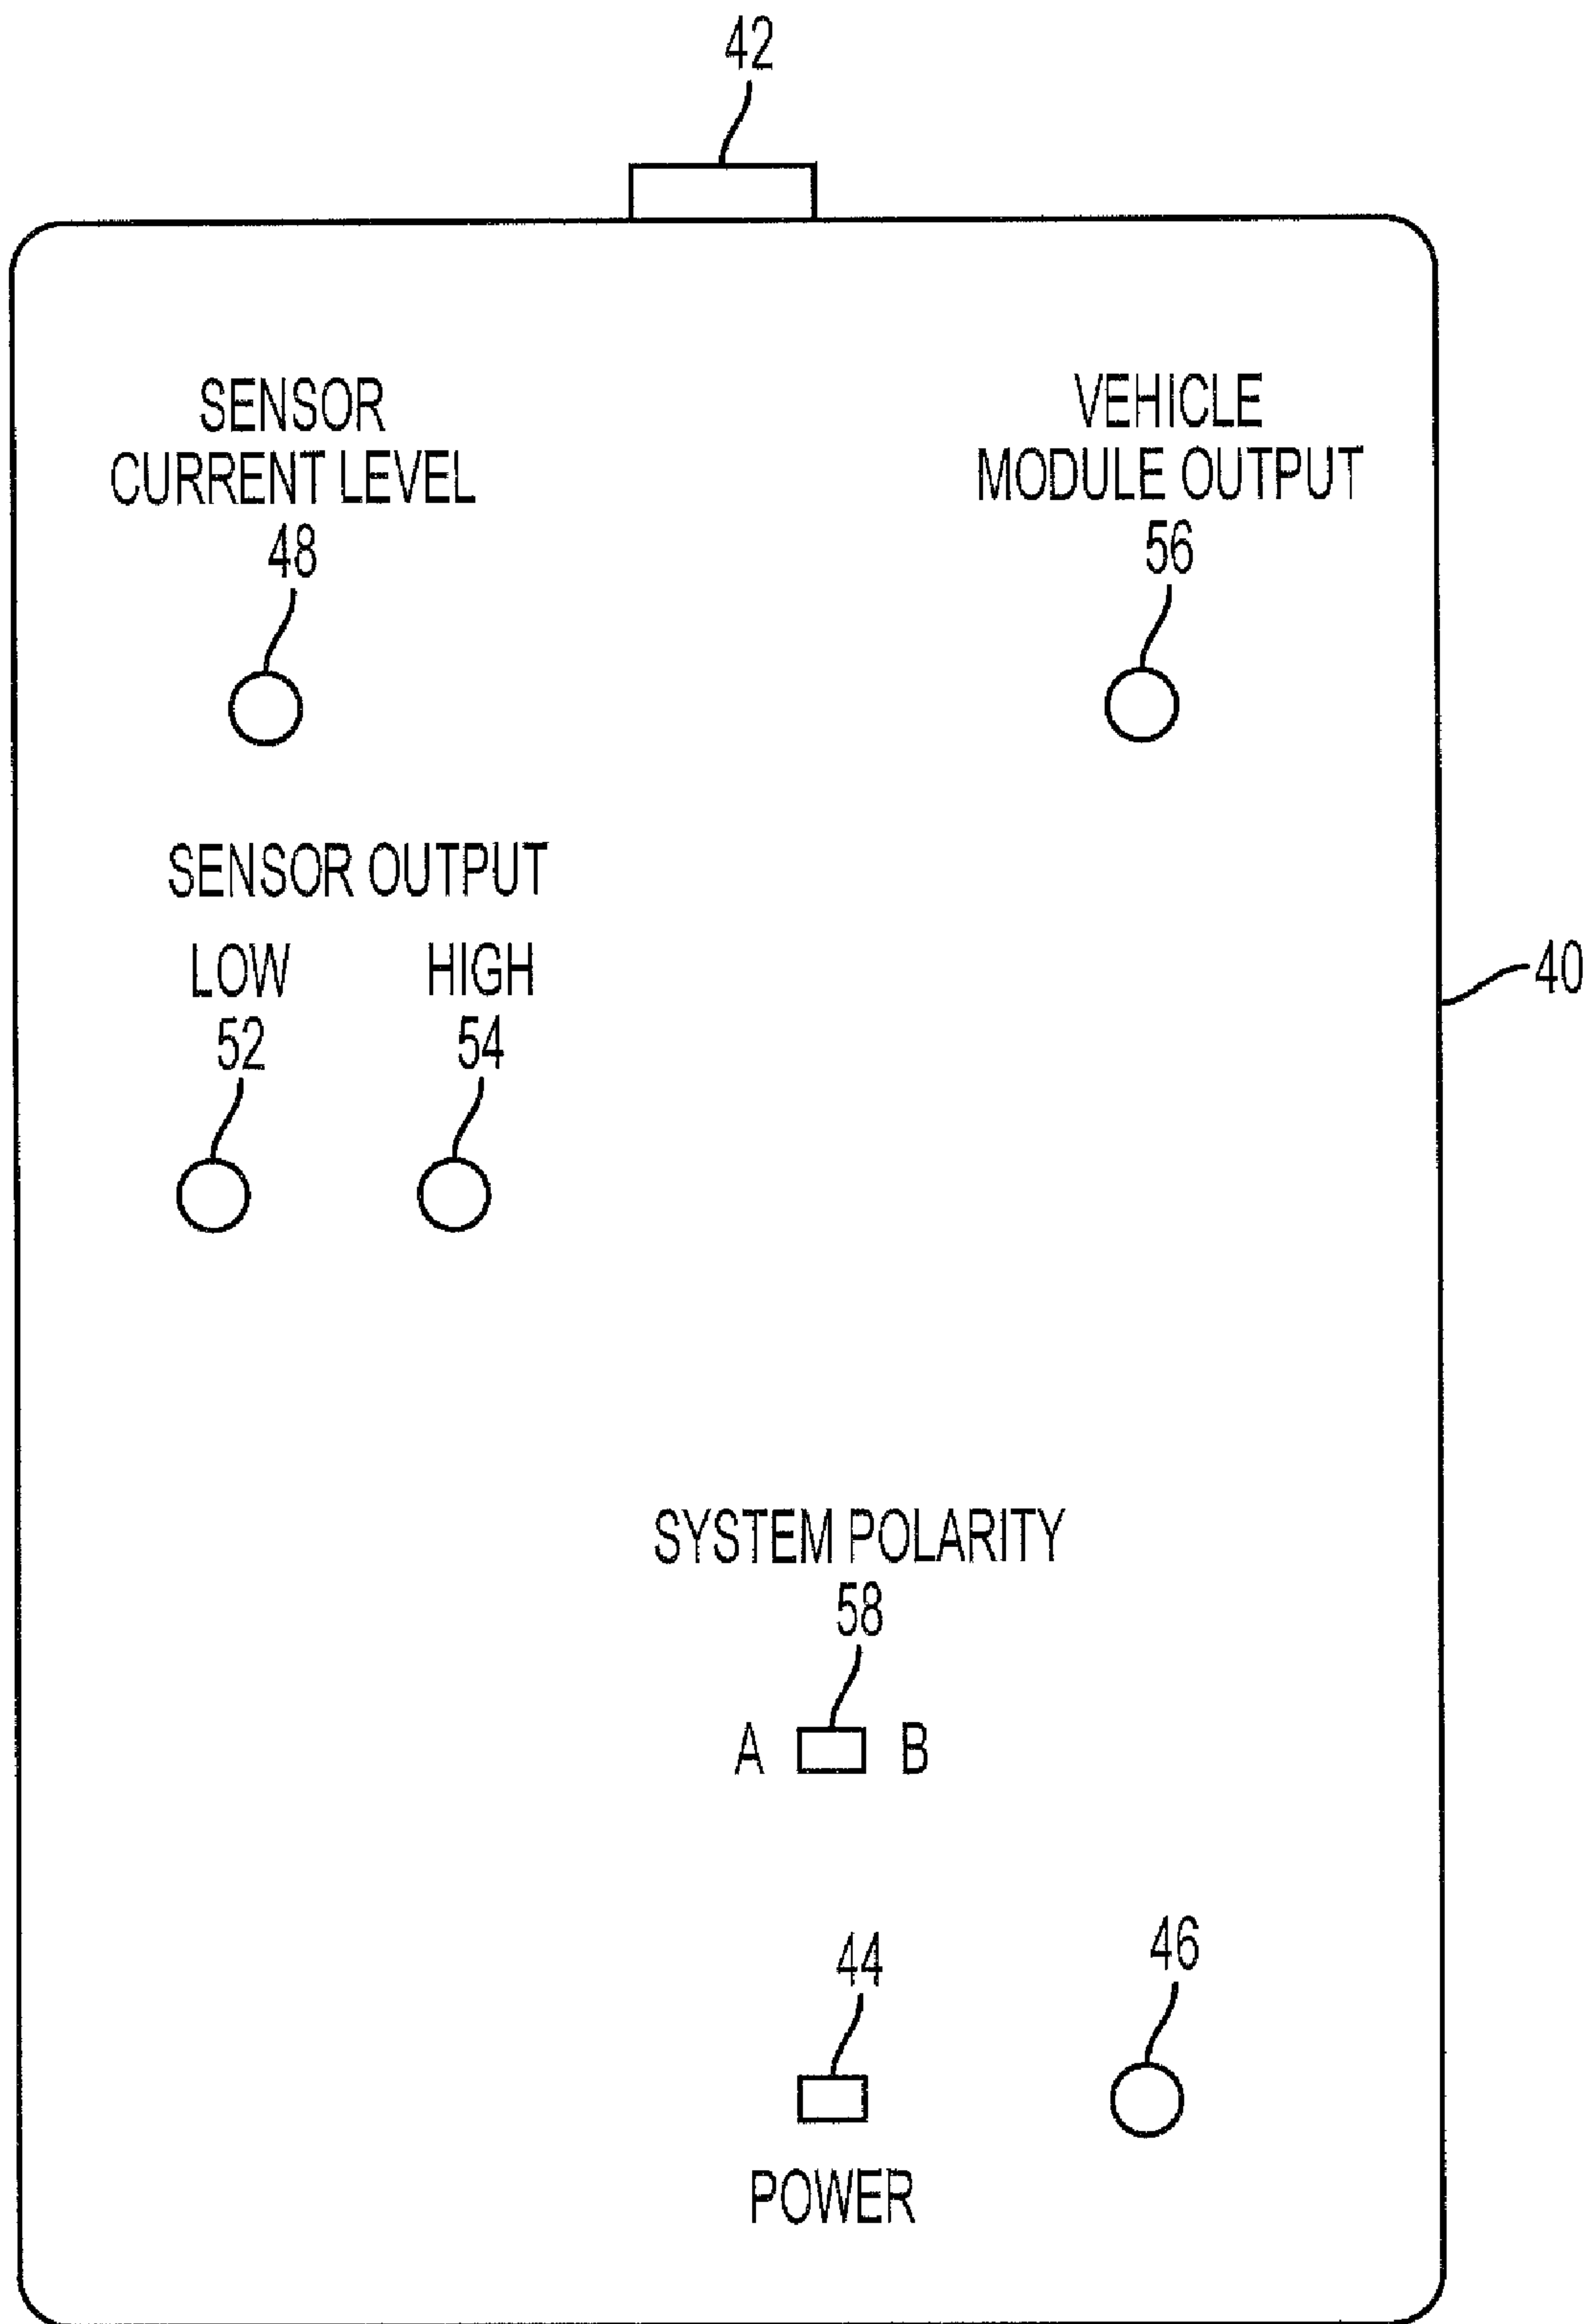 42
SENSOR
CURRENT LEVEL
48
VEHICLE
MODULE OUTPUT
56
SENSOR OUTPUT
LOW
52
HIGH
54
40
SYSTEM POLARITY
58
A B
44
46
POWER